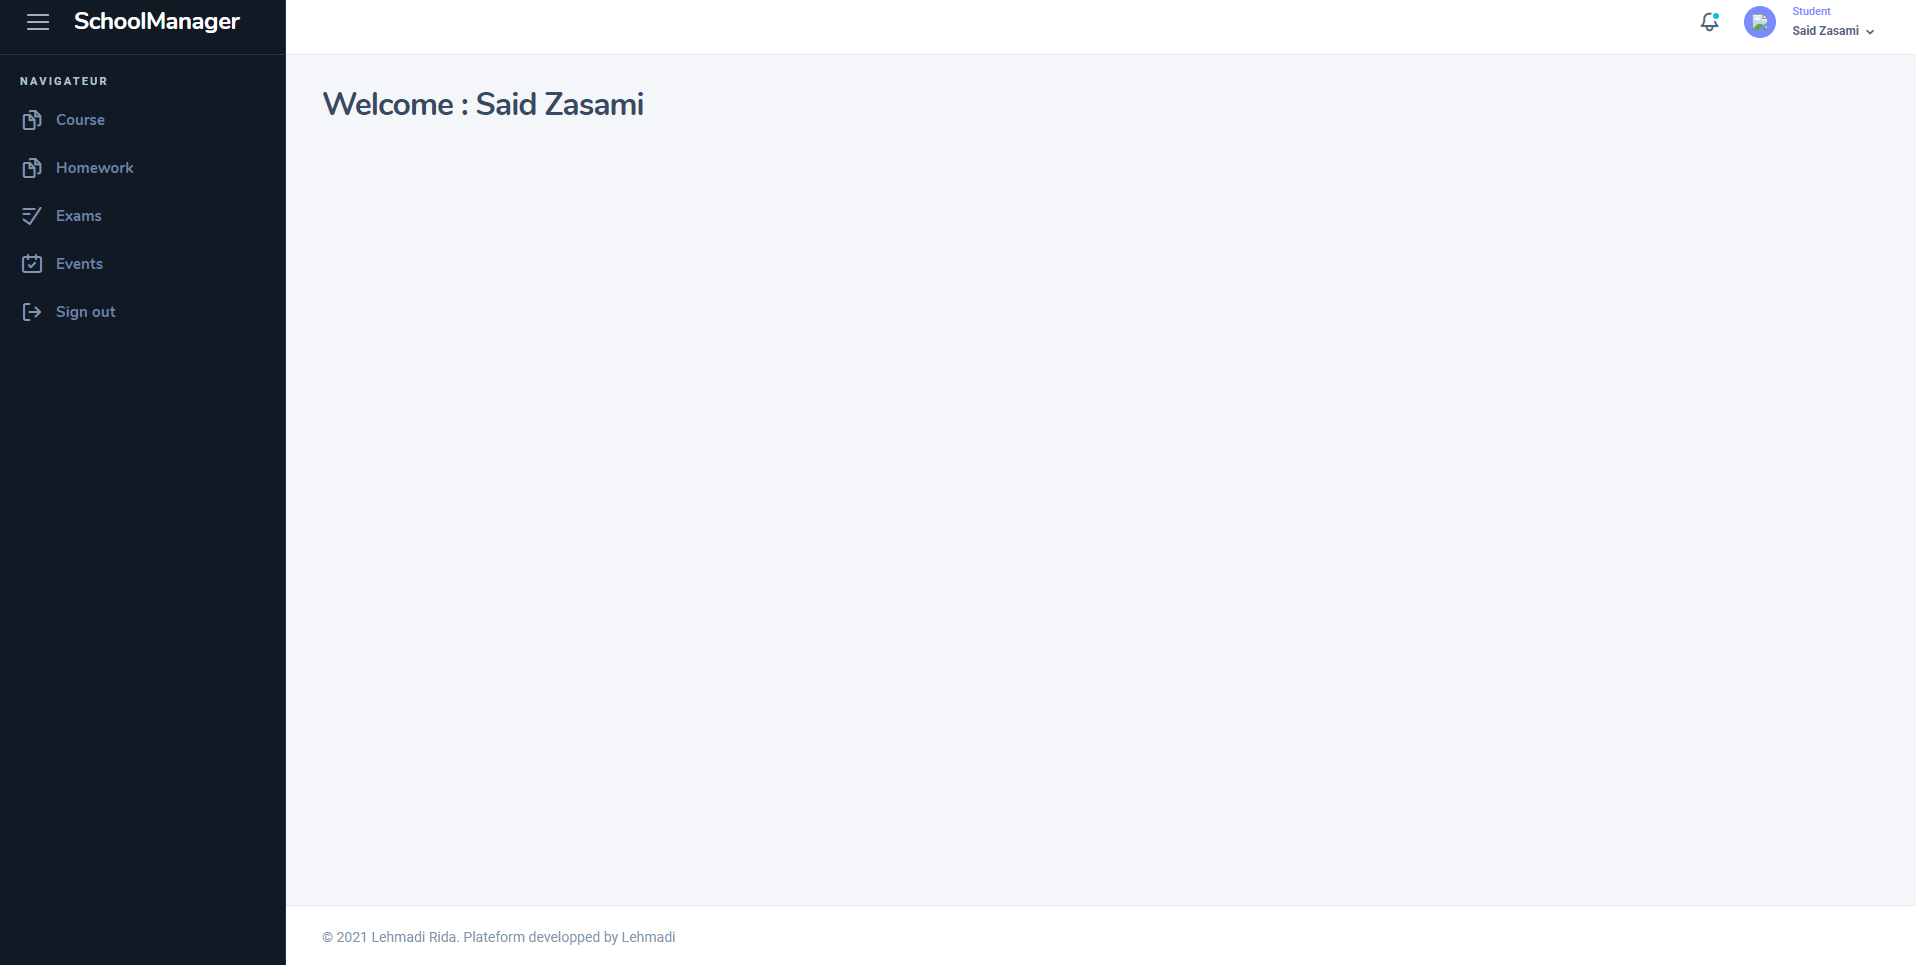 SchoolManager
Student
Said Zasami
NAVIGATEUR
Course
Homework
Exams
Events
Sign out
Welcome : Said Zasami
© 2021 Lehmadi Rida. Plateform developped by Lehmadi